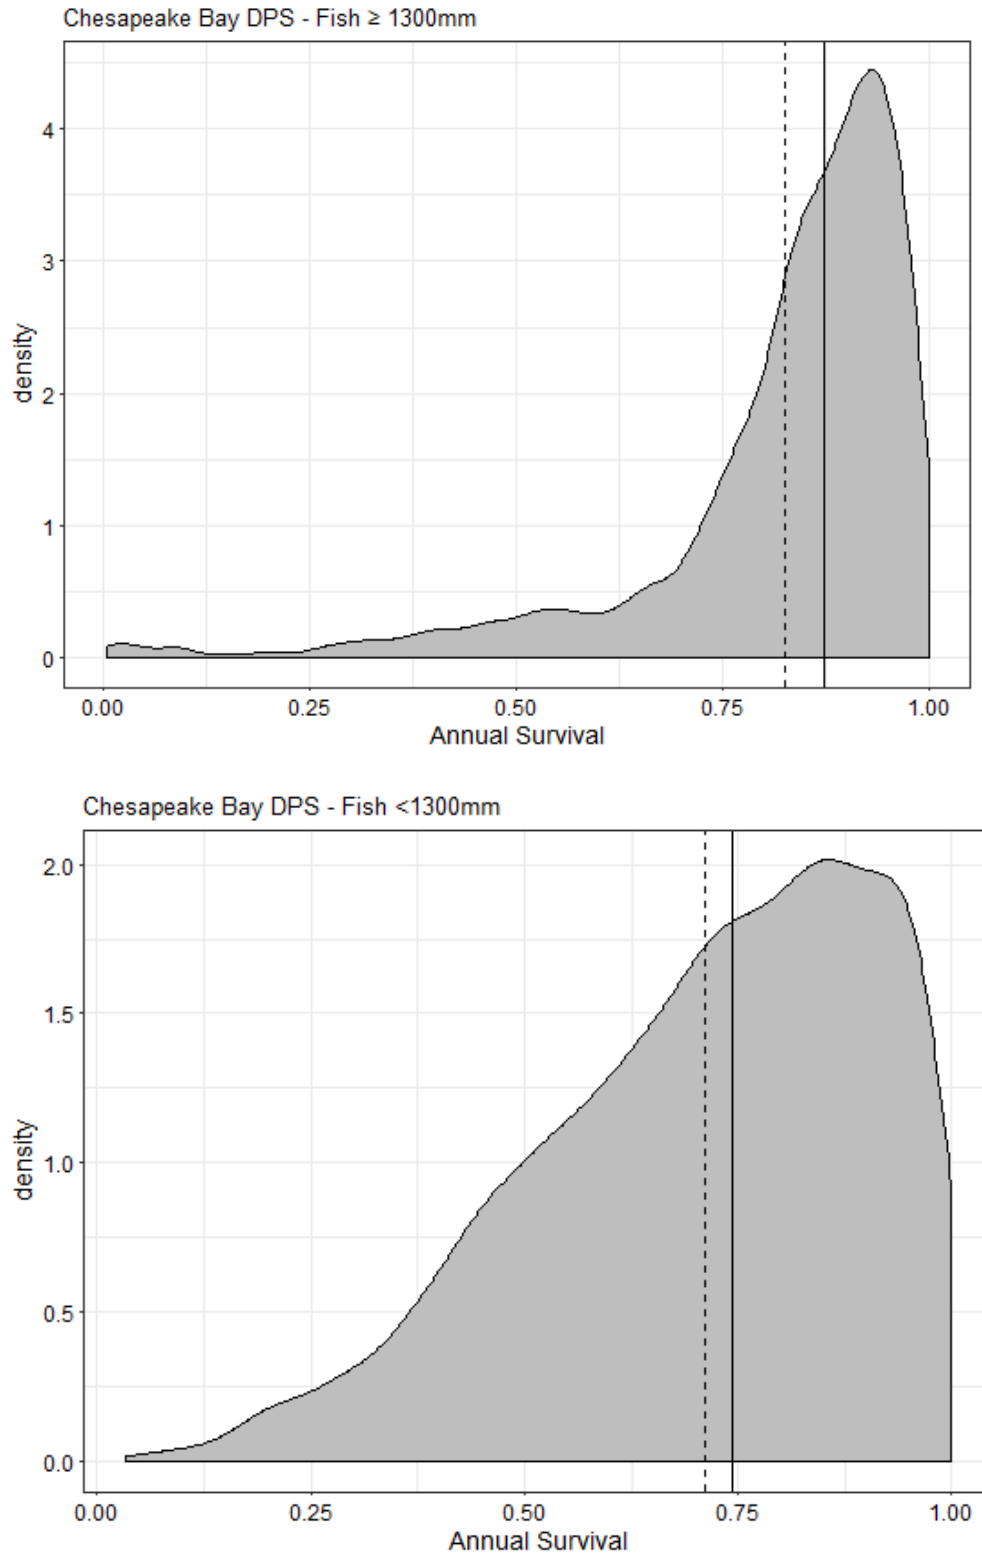 Chesapeake Bay DPS - Fish ≥ 1300mm
4
3
2
1
0
density
0.00 0.25 0.50 0.75 1.00
Annual Survival
Chesapeake Bay DPS - Fish <1300mm
2.0
1.5
1.0
0.5
0.0
density
0.00 0.25 0.50 0.75 1.00
Annual Survival